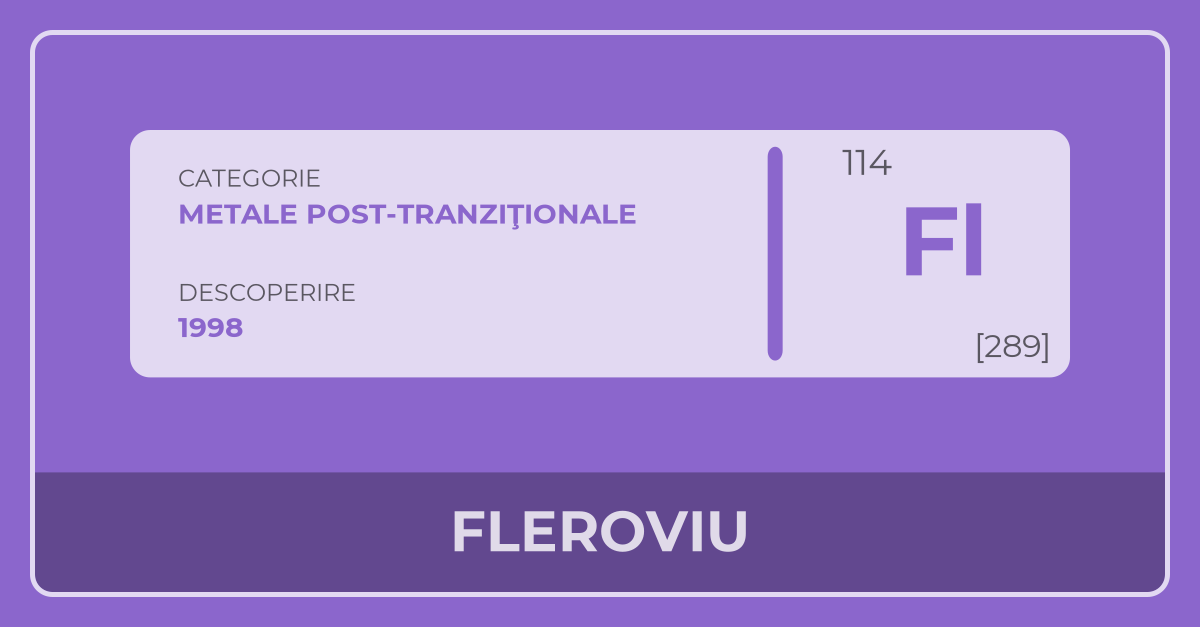 CATEGORIE
METALE POST-TRANZIŢIONALE
DESCOPERIRE
1998
114
Fl
[289]
FLEROVIU